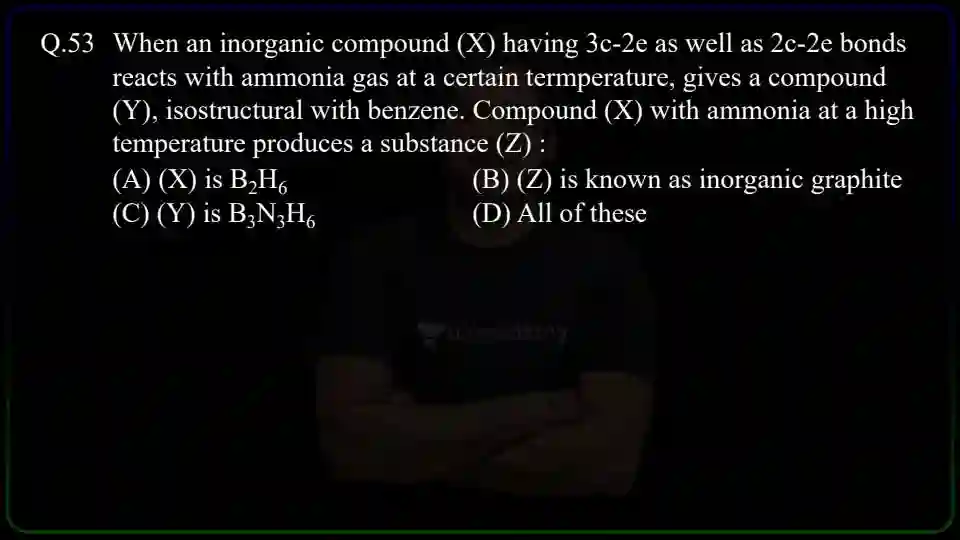 Q.53 When an inorganic compound (X) having 3c-2e as well as 2c-2e bonds
reacts with ammonia gas at a certain termperature, gives a compound
(Y), isostructural with benzene. Compound (X) with ammonia at a high
temperature produces a substance (Z) :
(A) (X) is B₂H₆ (B) (Z) is known as inorganic graphite
(C) (Y) is B₃N₃H₆ (D) All of these